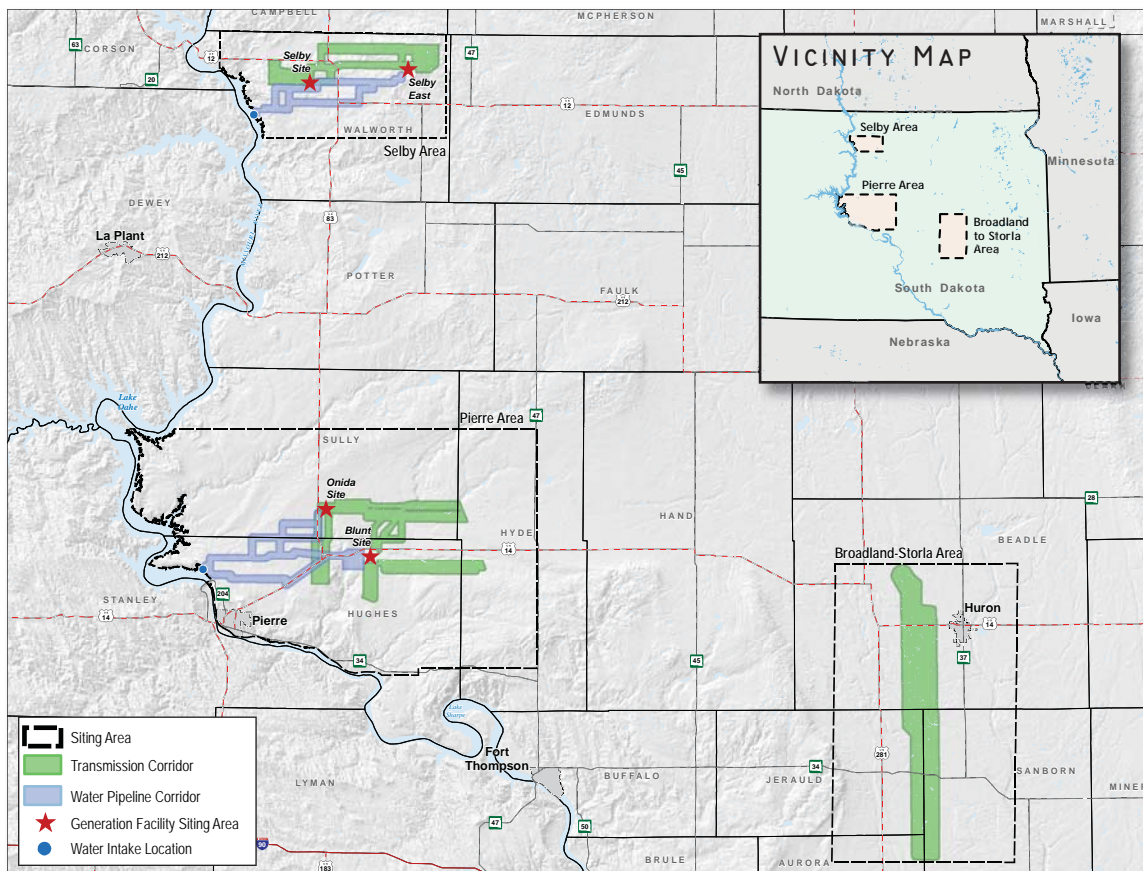 CAMPBELL
MCPHERSON
MARSHALL
CORSON
63
12
20
47
Selby
Site
Selby
East
12
WALWORTH
EDMUNDS
Selby Area
45
DEWEY
83
La Plant
212
POTTER
FAULK
212
Lake
Oahe
Pierre Area
47
SULLY
Onida
Site
Blunt
Site
HYDE
14
HAND
28
BEADLE
Broadland-Storla Area
STANLEY
14
204
Pierre
HUGHES
34
45
Huron
14
37
Lake
Sharpe
Fort
Thompson
LYMAN
BUFFALO
JERAULD
34
281
SANBORN
MINER
47
50
90
183
BRULE
AURORA
VICINITY MAP
North Dakota
Selby Area
Minnesota
Pierre Area
Broadland
to Storla
Area
South Dakota
Iowa
Nebraska
Siting Area
Transmission Corridor
Water Pipeline Corridor
Generation Facility Siting Area
Water Intake Location